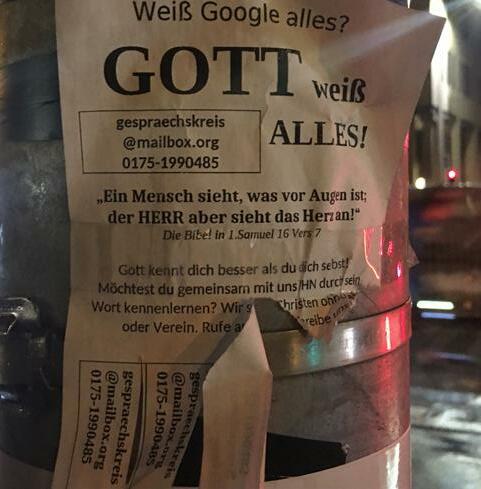 Weiß Google alles?
GOTT weiß
ALLES!
gespraechskreis
@mailbox.org
0175-1990485
„Ein Mensch sieht, was vor Augen ist;
der HERR aber sieht das Herz an!“
Die Bibel in 1.Samuel 16 Vers 7
Gott kennt dich besser als du dich selbst!
Möchtest du gemeinsam mit uns IHN durch sein
Wort kennenlernen? Wir Christen
oder Verein. Rufe
gespraechskreis
@mailbox.org
0175-1990485
gespraechskreis
@mailbox.org
0175-1990485